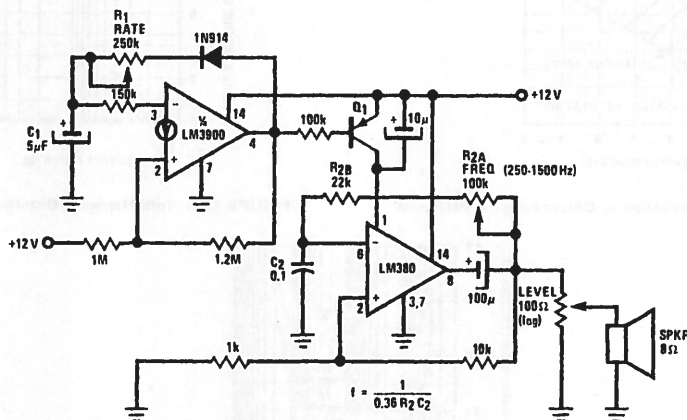 R1
RATE
250k
1N914
150k
3
−
14
½
LM3900
4
C1
5µF
+
2
+
7
+12 V
1M
1.2M
100k
Q1
+
10µ
+12 V
R2B
22k
R2A
FREQ (250-1500 Hz)
100k
1
6
−
14
LM380
8
C2
0.1
2
+
3,7
+
100µ
LEVEL
100Ω
(log)
SPKR
8Ω
1k
10k
f = 1
0.36 R2 C2